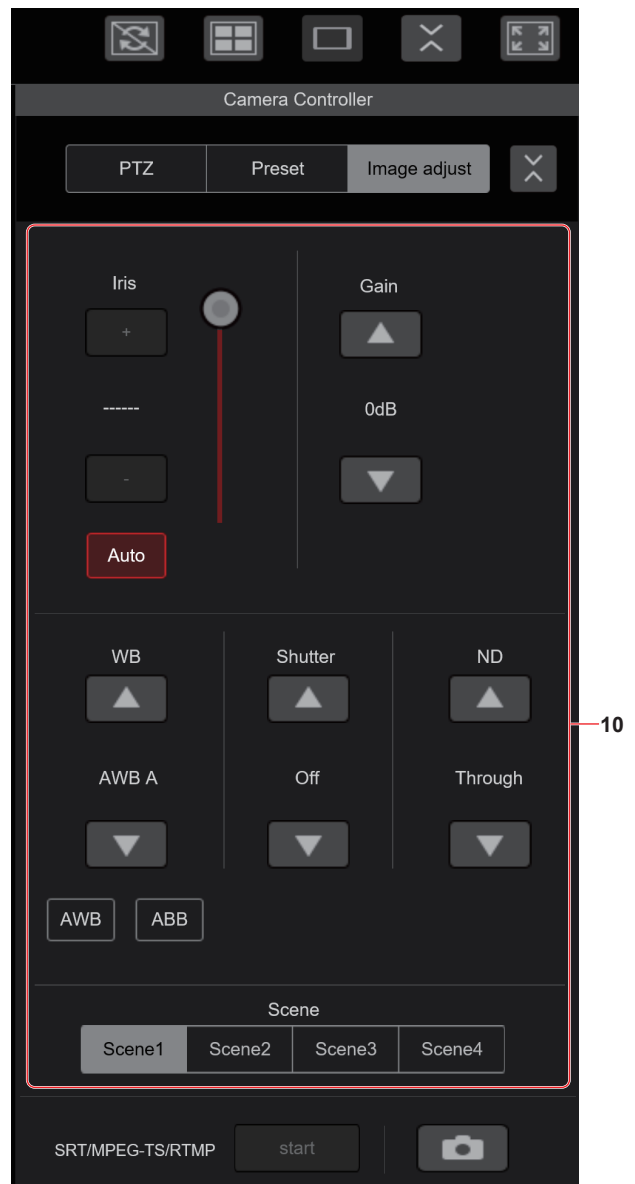 Camera Controller
PTZ Preset Image adjust
Iris Gain
+
------ 0dB
-
Auto
WB Shutter ND
10
AWB A Off Through
AWB ABB
Scene
Scene1 Scene2 Scene3 Scene4
SRT/MPEG-TS/RTMP start